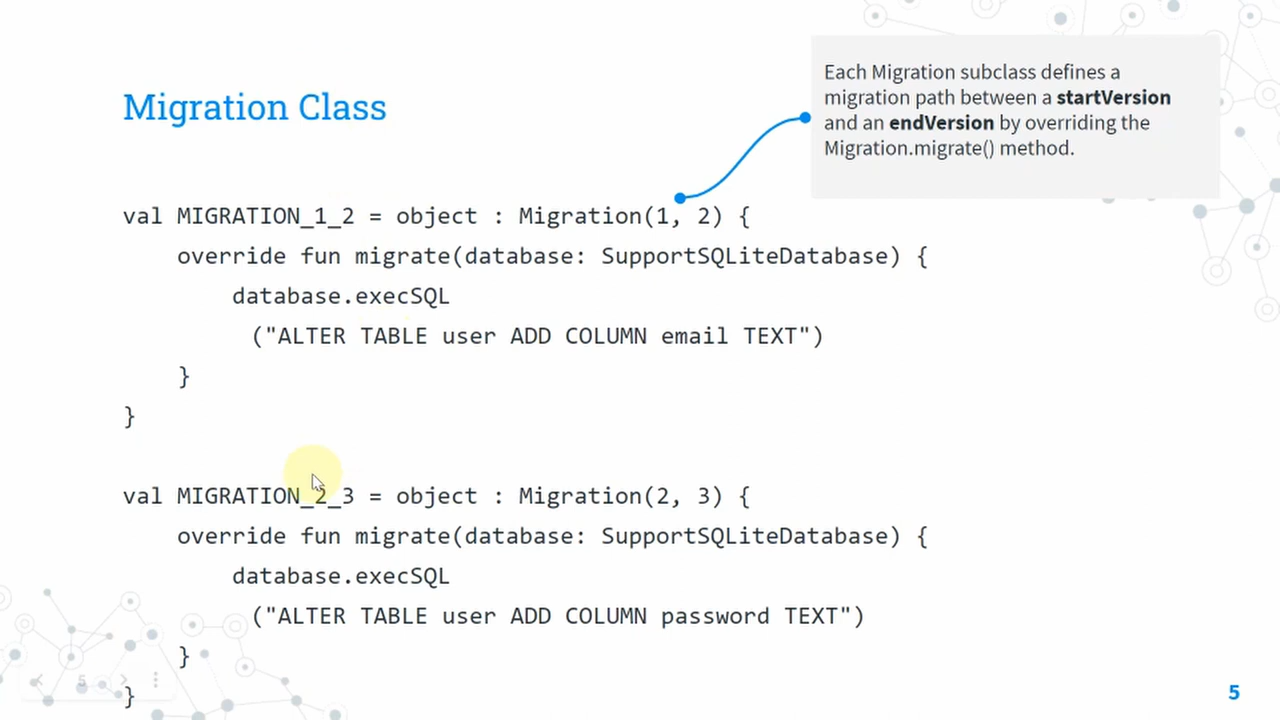 Migration Class
Each Migration subclass defines a
migration path between a startVersion
and an endVersion by overriding the
Migration.migrate() method.
val MIGRATION_1_2 = object : Migration(1, 2) {
override fun migrate(database: SupportSQLiteDatabase) {
database.execSQL
("ALTER TABLE user ADD COLUMN email TEXT")
}
}
val MIGRATION_2_3 = object : Migration(2, 3) {
override fun migrate(database: SupportSQLiteDatabase) {
database.execSQL
("ALTER TABLE user ADD COLUMN password TEXT")
}
}
5
5